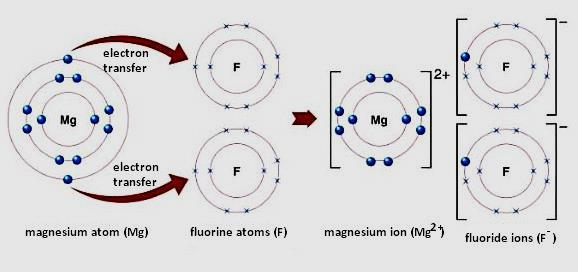 electron
transfer
Mg
F
F
electron
transfer
2+
Mg
F
−
F
−
magnesium atom (Mg)
fluorine atoms (F)
magnesium ion (Mg2+)
fluoride ions (F-)